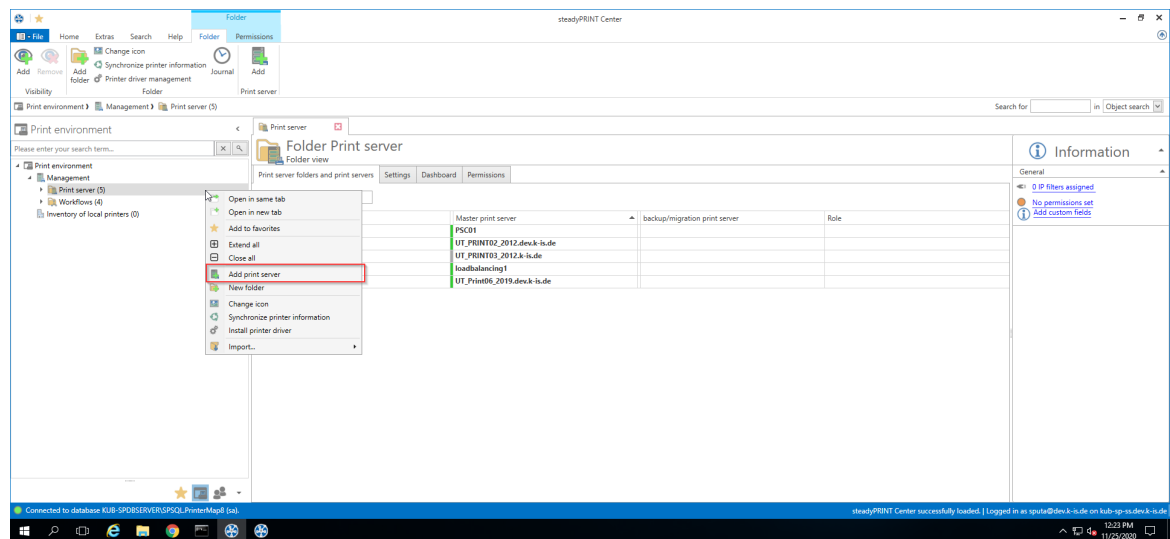 Folder
steadyPRINT Center
File Home Extras Search Help Folder Permissions
Add Remove Add folder Change icon
Synchronize printer information
Printer driver management
Journal Add
Visibility Folder Print server
Print environment Management Print server (5) Search for in Object search
Print environment
Please enter your search term...
Print environment
Management
Print server (5)
Workflows (4)
Inventory of local printers (0)
Open in same tab
Open in new tab
Add to favorites
Extend all
Close all
Add print server
New folder
Change icon
Synchronize printer information
Install printer driver
Import...
Print server
Folder Print server
Folder view
Print server folders and print servers Settings Dashboard Permissions
Master print server backup/migration print server Role
PSC01
UT_PRINT02_2012.dev.k-is.de
UT_PRINT03_2012.k-is.de
loadbalancing1
UT_Print06_2019.dev.k-is.de
Information
General
0 IP filters assigned
No permissions set
Add custom fields
Connected to database KUB-SPDBSERVER\SPSQL.PrinterMap8 (sa). steadyPRINT Center successfully loaded. | Logged in as sputa@dev.k-is.de on kub-sp-ss.dev.k-is.de
12:23 PM
11/25/2020